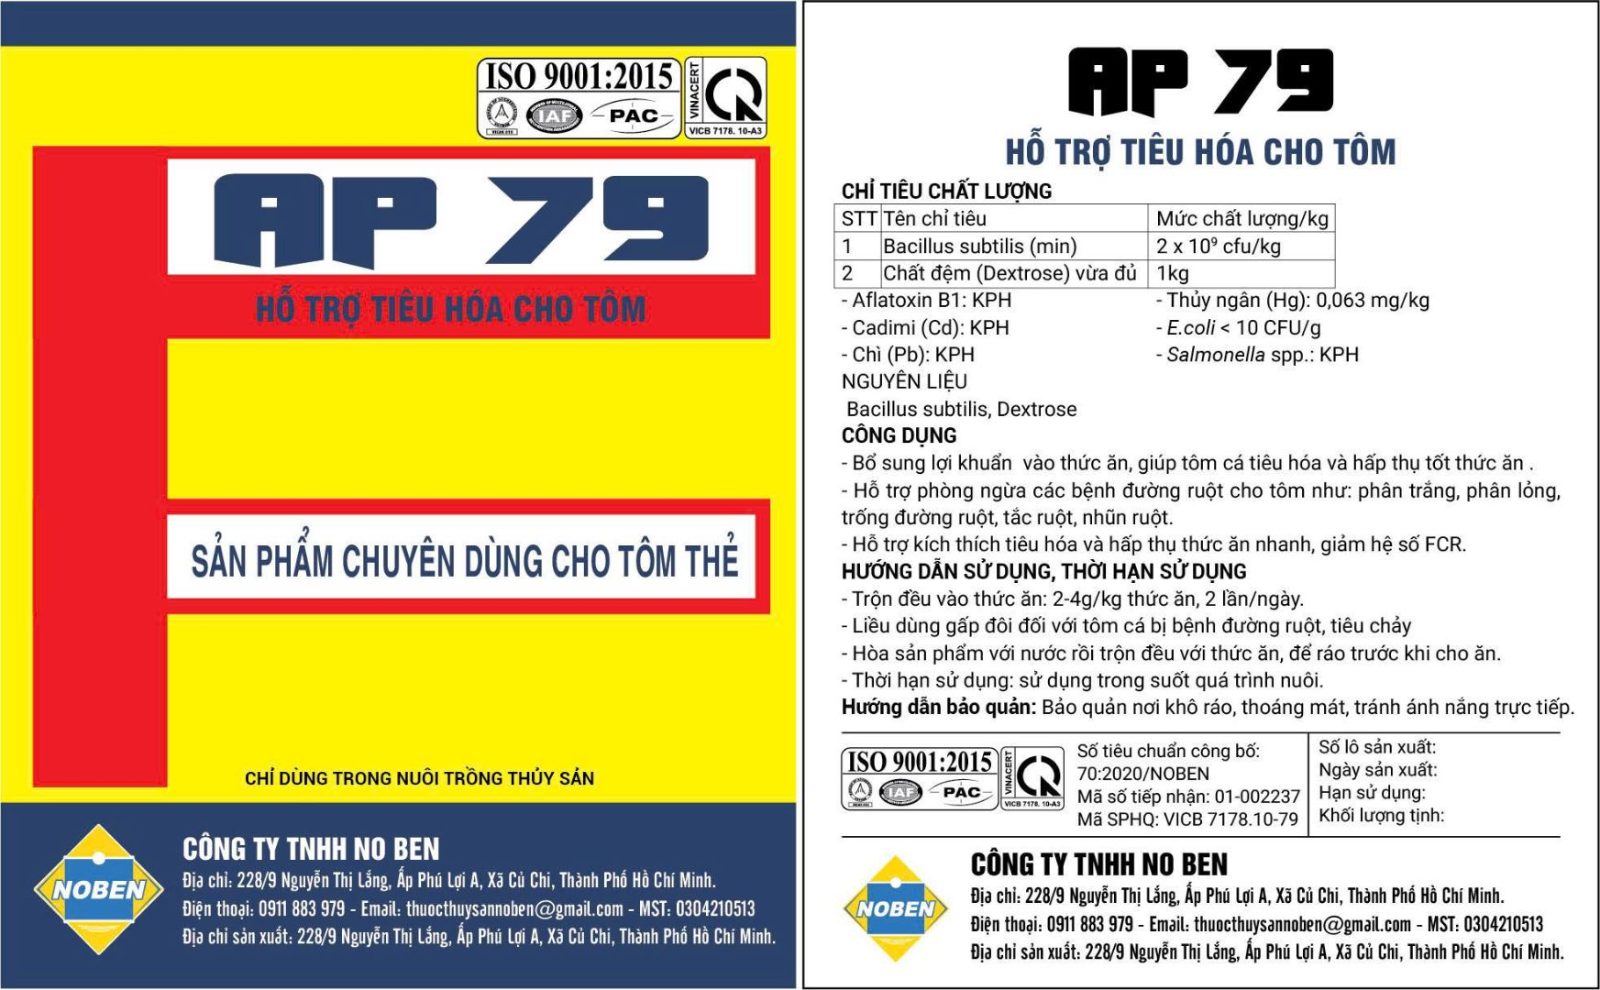 ISO 9001:2015
IAF
PAC
VINACERT
VICB 7178. 10-A3
AP 79
HỖ TRỢ TIÊU HÓA CHO TÔM
SẢN PHẨM CHUYÊN DÙNG CHO TÔM THẺ
CHỈ DÙNG TRONG NUÔI TRỒNG THỦY SẢN
NOBEN
CÔNG TY TNHH NO BEN
Địa chỉ: 228/9 Nguyễn Thị Lắng, Ấp Phú Lợi A, Xã Củ Chi, Thành Phố Hồ Chí Minh.
Điện thoại: 0911 883 979 - Email: thuocthuysannoben@gmail.com - MST: 0304210513
Địa chỉ sản xuất: 228/9 Nguyễn Thị Lắng, Ấp Phú Lợi A, Xã Củ Chi, Thành Phố Hồ Chí Minh.
AP 79
HỖ TRỢ TIÊU HÓA CHO TÔM
CHỈ TIÊU CHẤT LƯỢNG
STT Tên chỉ tiêu Mức chất lượng/kg
1 Bacillus subtilis (min) 2 x 10⁹ cfu/kg
2 Chất đệm (Dextrose) vừa đủ 1kg
- Aflatoxin B1: KPH - Thủy ngân (Hg): 0,063 mg/kg
- Cadimi (Cd): KPH - E.coli < 10 CFU/g
- Chì (Pb): KPH - Salmonella spp.: KPH
NGUYÊN LIỆU
Bacillus subtilis, Dextrose
CÔNG DỤNG
- Bổ sung lợi khuẩn vào thức ăn, giúp tôm cá tiêu hóa và hấp thụ tốt thức ăn .
- Hỗ trợ phòng ngừa các bệnh đường ruột cho tôm như: phân trắng, phân lỏng,
trống đường ruột, tắc ruột, nhũn ruột.
- Hỗ trợ kích thích tiêu hóa và hấp thụ thức ăn nhanh, giảm hệ số FCR.
HƯỚNG DẪN SỬ DỤNG, THỜI HẠN SỬ DỤNG
- Trộn đều vào thức ăn: 2-4g/kg thức ăn, 2 lần/ngày.
- Liều dùng gấp đôi đối với tôm cá bị bệnh đường ruột, tiêu chảy
- Hòa sản phẩm với nước rồi trộn đều với thức ăn, để ráo trước khi cho ăn.
- Thời hạn sử dụng: sử dụng trong suốt quá trình nuôi.
Hướng dẫn bảo quản: Bảo quản nơi khô ráo, thoáng mát, tránh ánh nắng trực tiếp.
ISO 9001:2015
IAF
PAC
VINACERT
VICB 7178. 10-A3
Số tiêu chuẩn công bố:
70:2020/NOBEN
Mã số tiếp nhận: 01-002237
Mã SPHQ: VICB 7178.10-79
Số lô sản xuất:
Ngày sản xuất:
Hạn sử dụng:
Khối lượng tịnh:
NOBEN
CÔNG TY TNHH NO BEN
Địa chỉ: 228/9 Nguyễn Thị Lắng, Ấp Phú Lợi A, Xã Củ Chi, Thành Phố Hồ Chí Minh.
Điện thoại: 0911 883 979 - Email: thuocthuysannoben@gmail.com - MST: 0304210513
Địa chỉ sản xuất: 228/9 Nguyễn Thị Lắng, Ấp Phú Lợi A, Xã Củ Chi, Thành Phố Hồ Chí Minh.